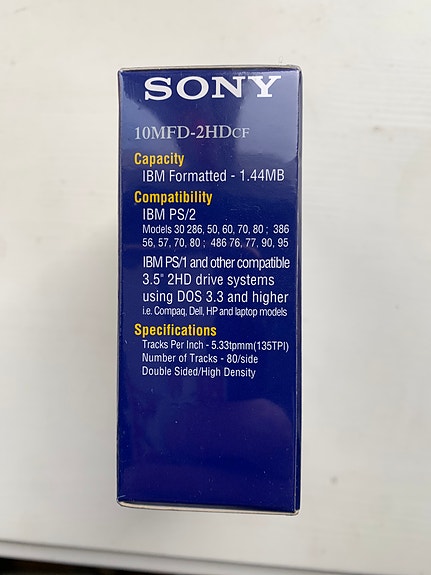 SONY
10MFD-2HDCF
Capacity
IBM Formatted - 1.44MB
Compatibility
IBM PS/2
Models 30 286, 50, 60, 70, 80 ; 386
56, 57, 70, 80 ; 486 76, 77, 90, 95
IBM PS/1 and other compatible
3.5" 2HD drive systems
using DOS 3.3 and higher
i.e. Compaq, Dell, HP and laptop models
Specifications
Tracks Per Inch - 5.33tpmm(135TPI)
Number of Tracks - 80/side
Double Sided/High Density